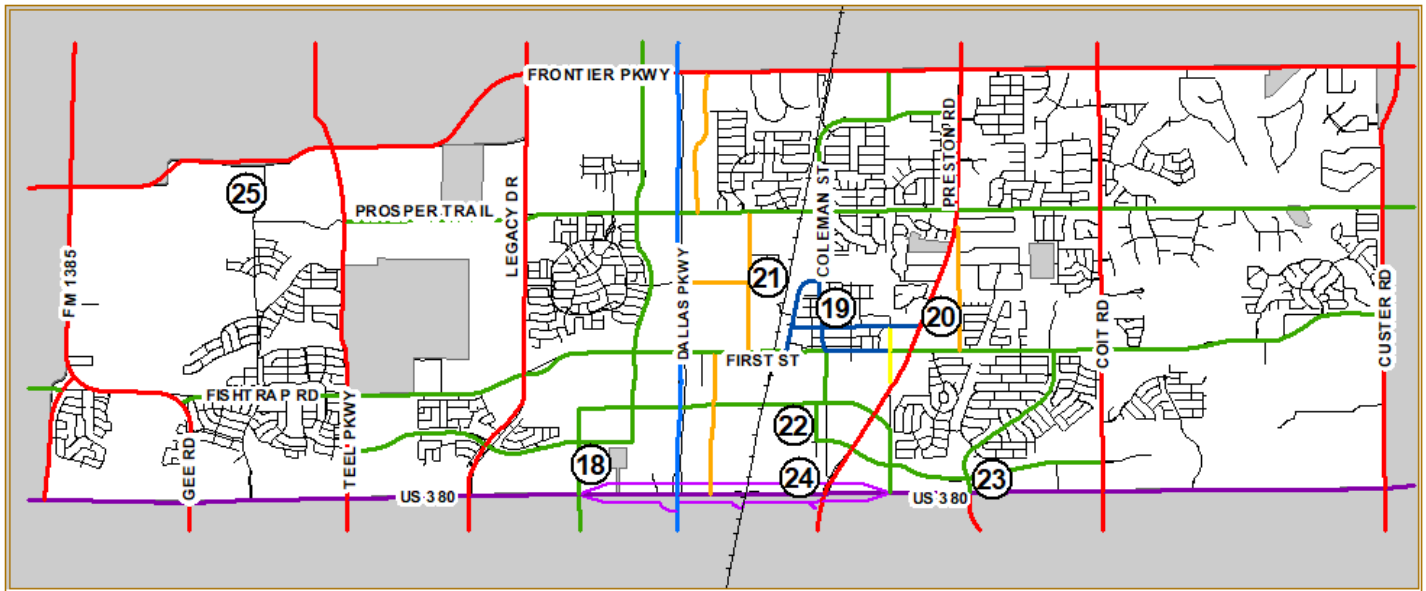 FRONTIER PKWY
PRESTON RD
25
COLEMAN ST
LEGACY DR
PROSPER TRAIL
FM 1385
DALLAS PKWY
21
CUSTER RD
19
20
COIT RD
FIRST ST
FISHTRAP RD
TEEL PKWY
22
GEE RD
18
24
23
US 380
US 380